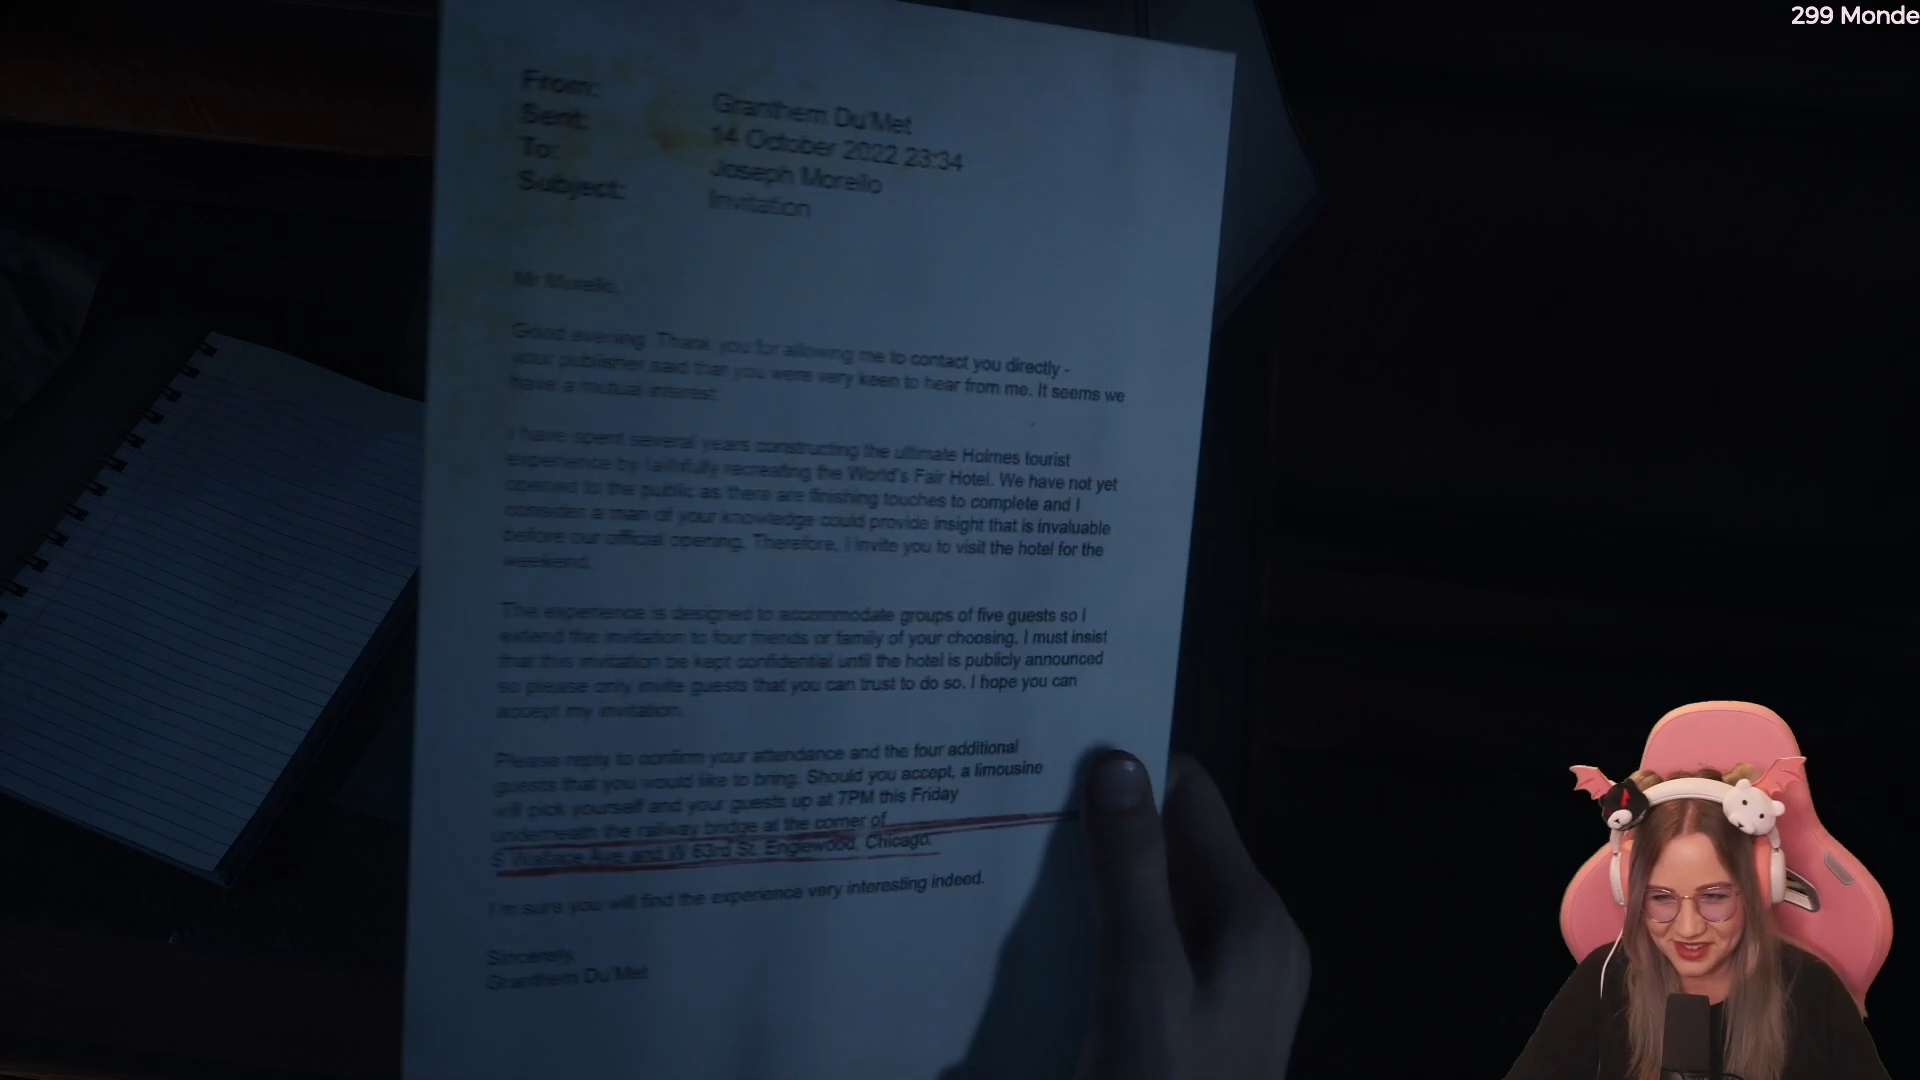 299 Monde
From: Granthem Du'Met
Sent: 14 October 2022 23:34
To: Joseph Morello
Subject: Invitation
Mr Morello,
Good evening. Thank you for allowing me to contact you directly -
your publisher said that you were very keen to hear from me. It seems we
have a mutual interest.
I have spent several years constructing the ultimate Holmes tourist
experience by faithfully recreating the World's Fair Hotel. We have not yet
opened to the public as there are finishing touches to complete and I
consider a man of your knowledge could provide insight that is invaluable
before our official opening. Therefore, I invite you to visit the hotel for the
weekend.
The experience is designed to accommodate groups of five guests so I
extend the invitation to four friends or family of your choosing. I must insist
that this invitation be kept confidential until the hotel is publicly announced
so please only invite guests that you can trust to do so. I hope you can
accept my invitation.
Please reply to confirm your attendance and the four additional
guests that you would like to bring. Should you accept, a limousine
will pick yourself and your guests up at 7PM this Friday
underneath the railway bridge at the corner of
S Wallace Ave and W 63rd St, Englewood, Chicago.
I'm sure you will find the experience very interesting indeed.
Sincerely,
Granthem Du'Met